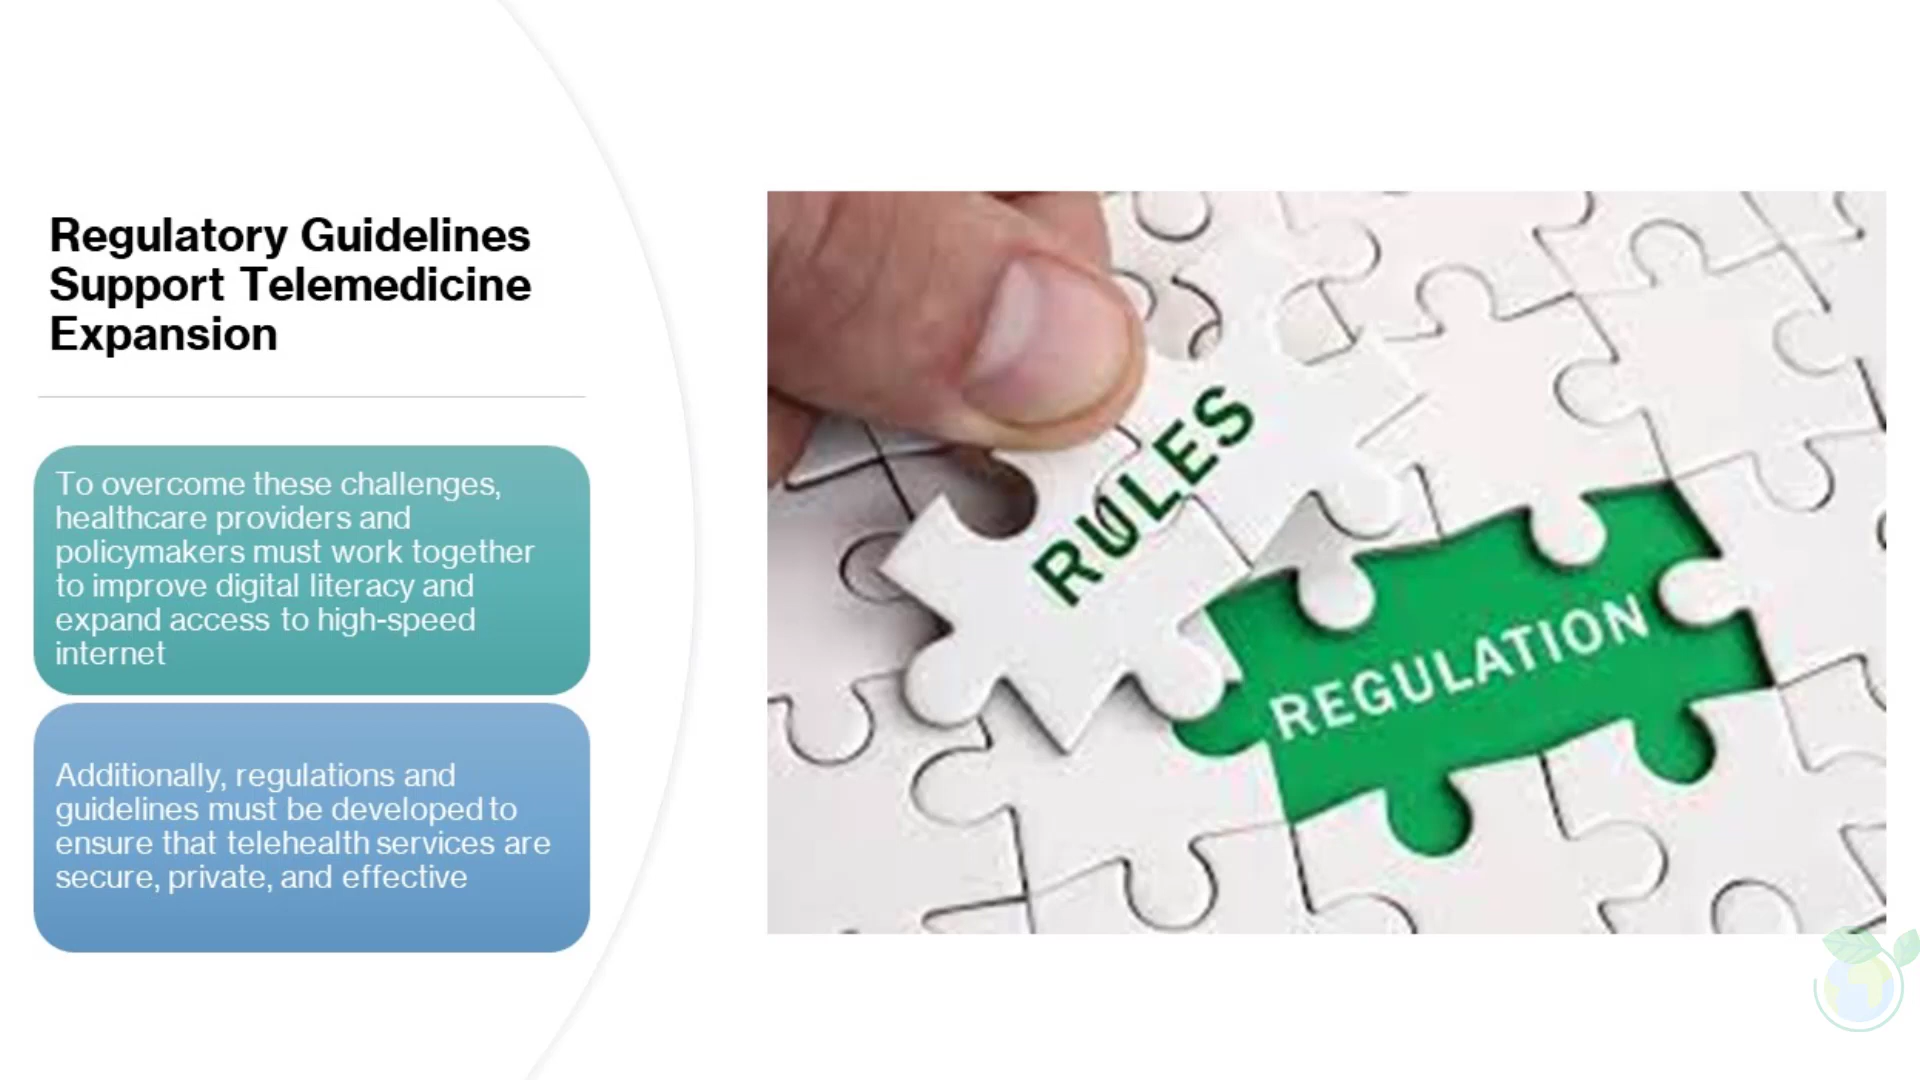 Regulatory Guidelines
Support Telemedicine
Expansion
To overcome these challenges,
healthcare providers and
policymakers must work together
to improve digital literacy and
expand access to high-speed
internet
Additionally, regulations and
guidelines must be developed to
ensure that telehealth services are
secure, private, and effective
RULES
REGULATION